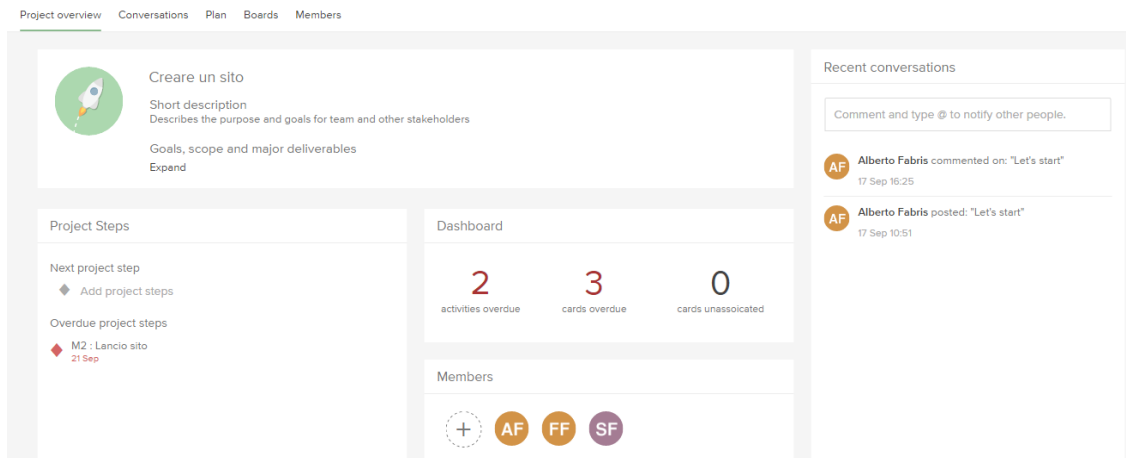 Project overview Conversations Plan Boards Members
Creare un sito
Short description
Describes the purpose and goals for team and other stakeholders
Goals, scope and major deliverables
Expand
Project Steps
Next project step
Add project steps
Overdue project steps
M2 : Lancio sito
21 Sep
Dashboard
2 3 0
activities overdue cards overdue cards unassoicated
Members
+ AF FF SF
Recent conversations
Comment and type @ to notify other people.
AF Alberto Fabris commented on: "Let's start"
17 Sep 16:25
AF Alberto Fabris posted: "Let's start"
17 Sep 10:51